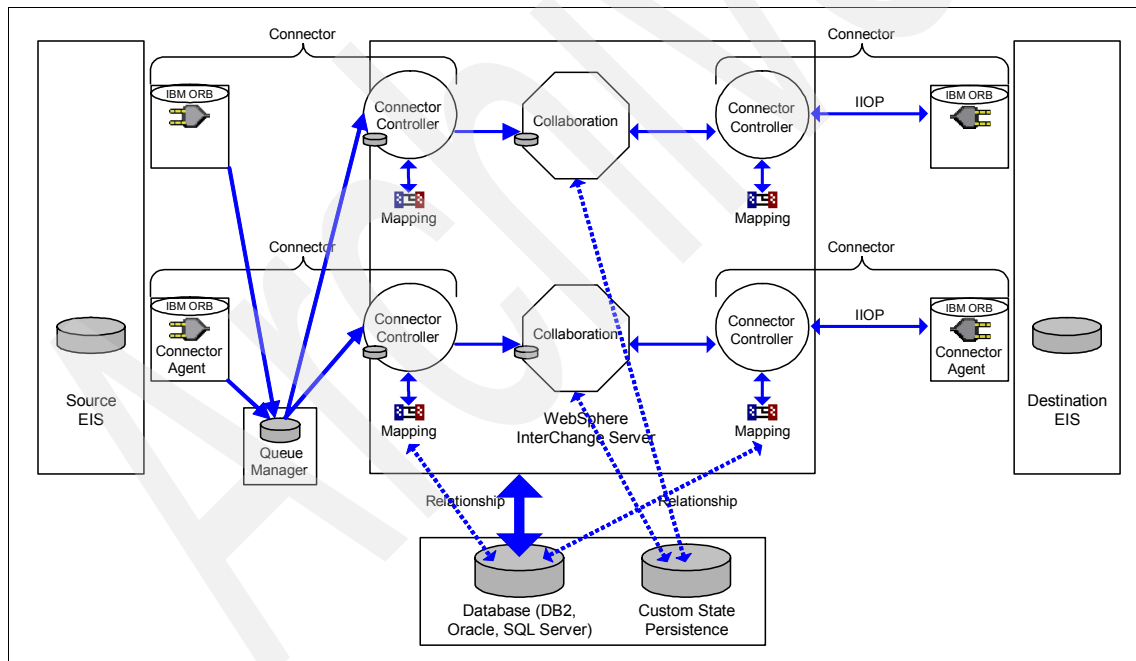 Connector
Connector
IBM ORB
Connector
Controller
Collaboration
Connector
Controller
IIOP
IBM ORB
Mapping
Mapping
Connector
Connector
IBM ORB
Connector
Agent
Connector
Controller
Collaboration
Connector
Controller
IIOP
IBM ORB
Connector
Agent
Source
EIS
Destination
EIS
Mapping
WebSphere
InterChange Server
Mapping
Queue
Manager
Relationship
Relationship
Database (DB2,
Oracle, SQL Server)
Custom State
Persistence
Archive